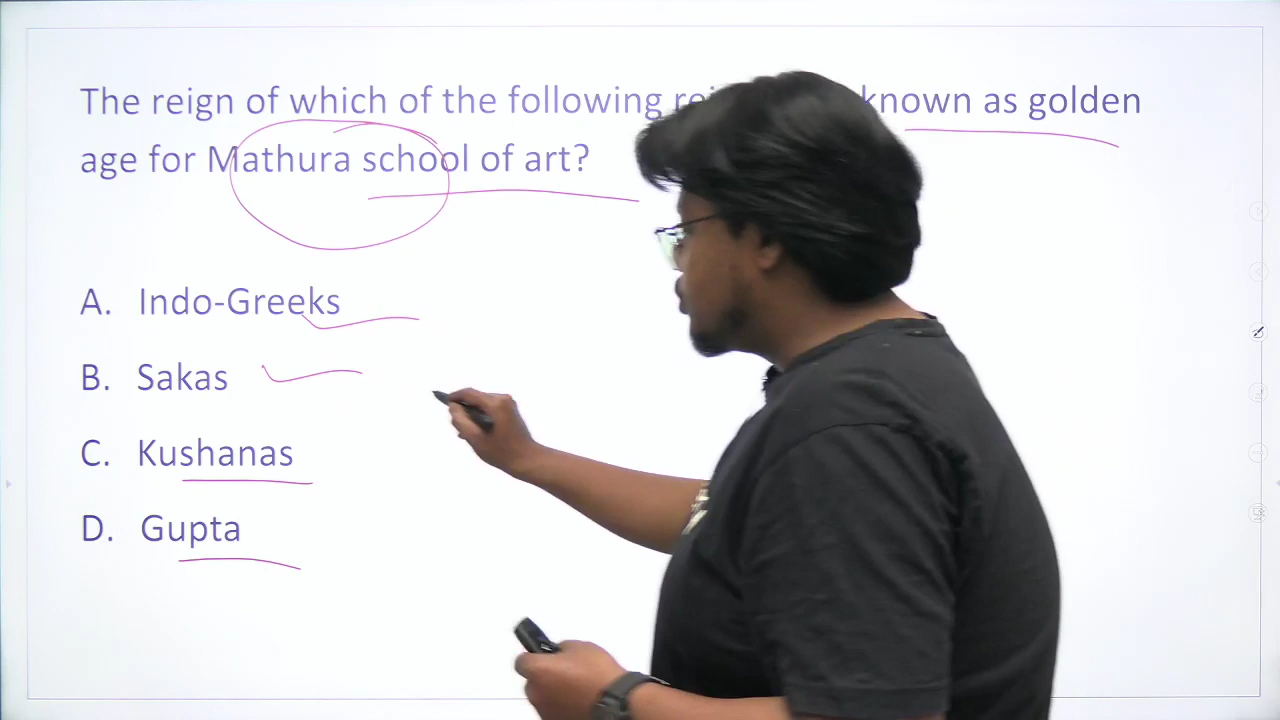 The reign of which of the following known as golden
age for Mathura school of art?
A. Indo-Greeks
B. Sakas
C. Kushanas
D. Gupta